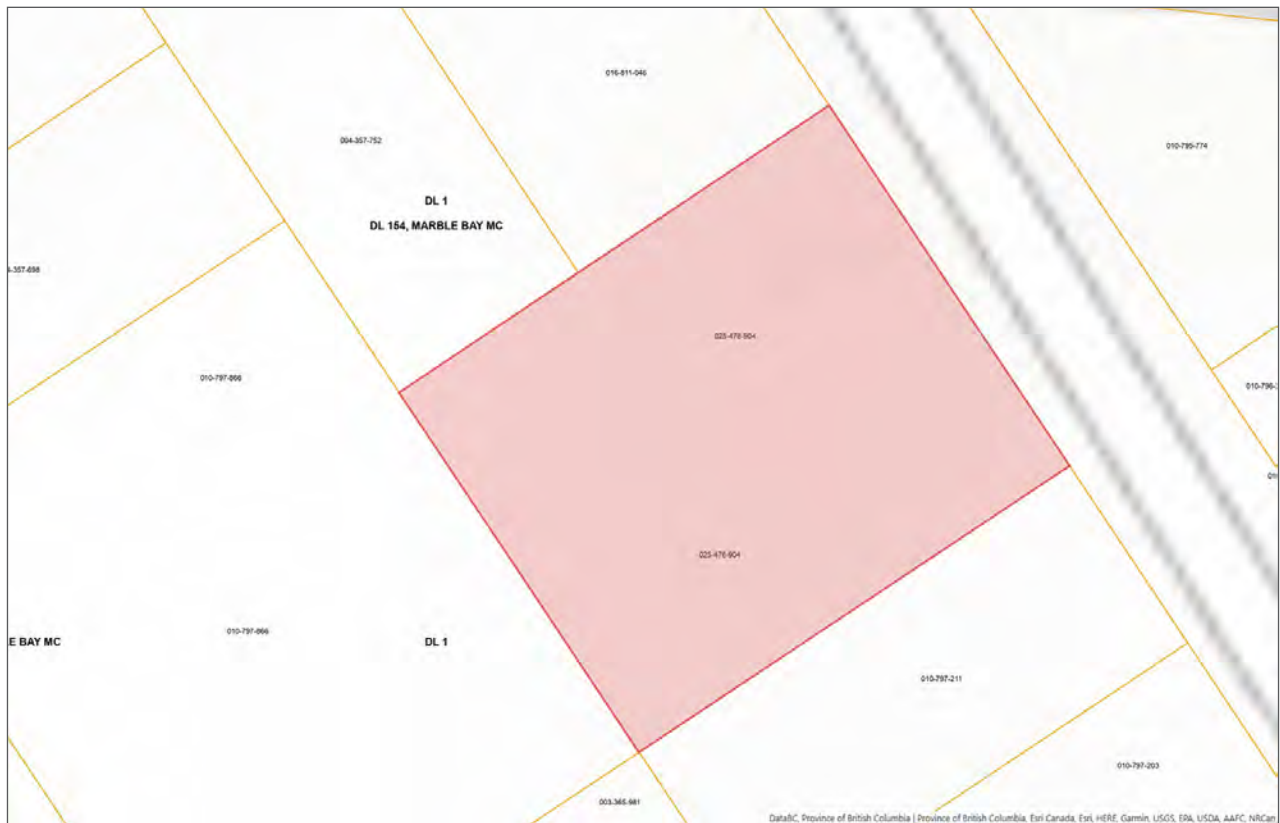 016-811-046
004-357-752
010-795-774
DL 1
DL 154, MARBLE BAY MC
025-476-904
010-797-866
025-476-904
010-797-866
E BAY MC
DL 1
010-797-211
010-797-203
003-365-981
DataBC, Province of British Columbia | Province of British Columbia, Esri Canada, Esri, HERE, Garmin, USGS, EPA, USDA, AAFC, NRCan